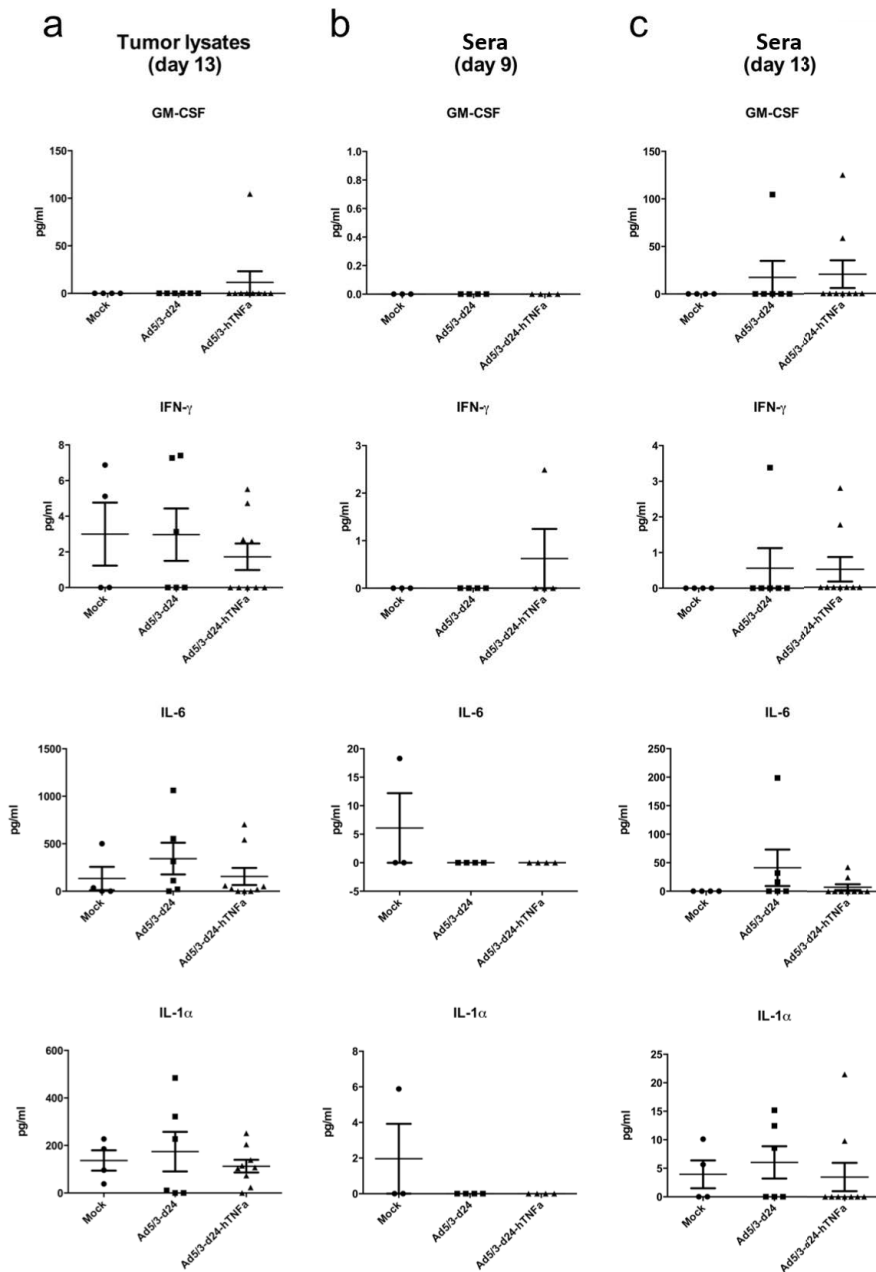 a
Tumor lysates
(day 13)
b
Sera
(day 9)
c
Sera
(day 13)
GM-CSF
150
100
50
0
pg/ml
Mock
Ad5/3-d24
Ad5/3-hTNFa
GM-CSF
1.0
0.8
0.6
0.4
0.2
0.0
pg/ml
Mock
Ad5/3-d24
Ad5/3-d24-hTNFa
GM-CSF
150
100
50
0
pg/ml
Mock
Ad5/3-d24
Ad5/3-d24-hTNFa
IFN-γ
8
6
4
2
0
pg/ml
Mock
Ad5/3-d24
Ad5/3-d24-hTNFa
IFN-γ
3
2
1
0
pg/ml
Mock
Ad5/3-d24
Ad5/3-d24-hTNFa
IFN-γ
4
3
2
1
0
pg/ml
Mock
Ad5/3-d24
Ad5/3-d24-hTNFa
IL-6
1500
1000
500
0
pg/ml
Mock
Ad5/3-d24
Ad5/3-d24-hTNFa
IL-6
20
15
10
5
0
-5
pg/ml
Mock
Ad5/3-d24
Ad5/3-d24-hTNFa
IL-6
250
200
150
100
50
0
pg/ml
Mock
Ad5/3-d24
Ad5/3-d24-hTNFa
IL-1α
600
400
200
0
pg/ml
Mock
Ad5/3-d24
Ad5/3-d24-hTNFa
IL-1α
8
6
4
2
0
pg/ml
Mock
Ad5/3-d24
Ad5/3-d24-hTNFa
IL-1α
25
20
15
10
5
0
pg/ml
Mock
Ad5/3-d24
Ad5/3-d24-hTNFa